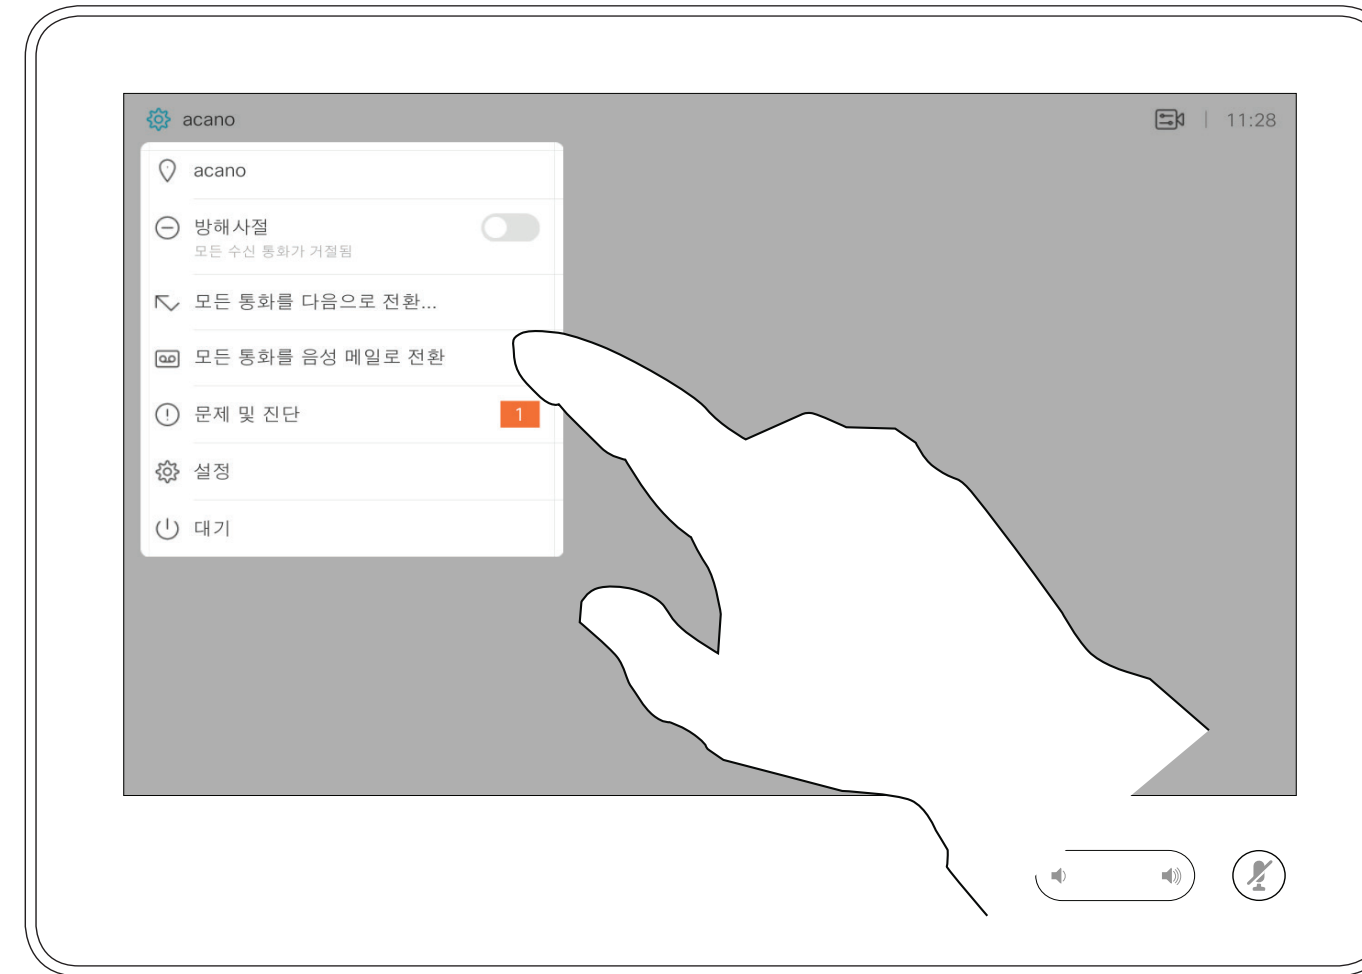 acano
11:28
acano
방해사절
모든 수신 통화가 거절됨
모든 통화를 다음으로 전환...
모든 통화를 음성 메일로 전환
문제 및 진단
1
설정
대기